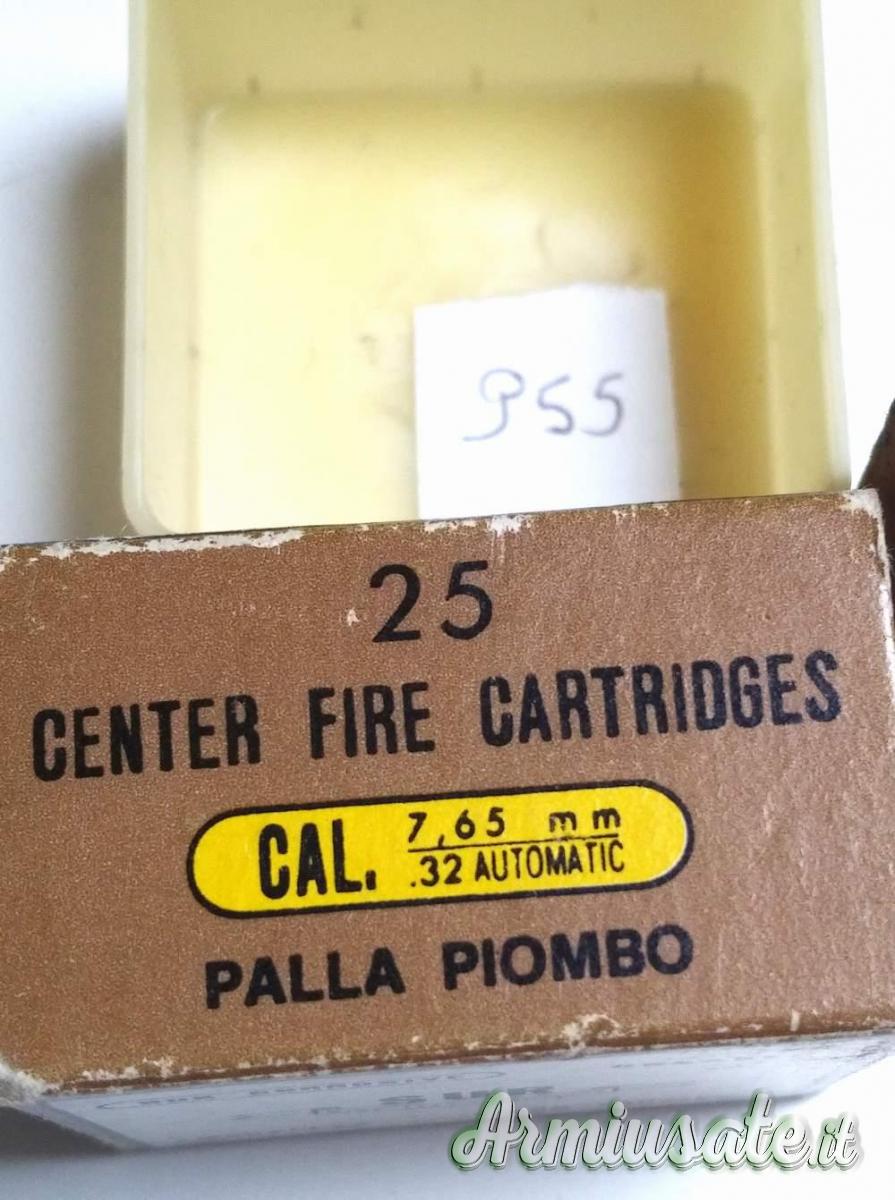 955
25
CENTER FIRE CARTRIDGES
CAL. 7,65 mm
.32 AUTOMATIC
PALLA PIOMBO
Armiusate.it